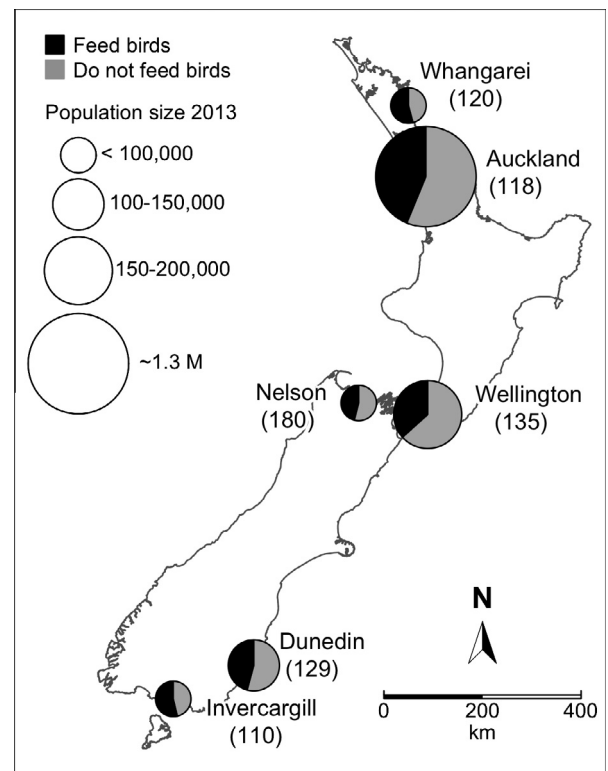 Feed birds
Do not feed birds
Population size 2013
< 100,000
100-150,000
150-200,000
~1.3 M
Whangarei
(120)
Auckland
(118)
Nelson
(180)
Wellington
(135)
Dunedin
(129)
Invercargill
(110)
N
0 200 400
km